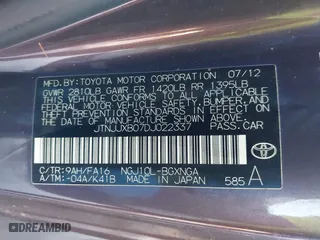 MFD. BY: TOYOTA MOTOR CORPORATION 07/12
GVWR 2810LB GAWR FR 1420LB RR 1395LB
THIS VEHICLE CONFORMS TO ALL APPLICABLE
FEDERAL MOTOR VEHICLE SAFETY, BUMPER, AND
THEFT PREVENTION STANDARDS IN EFFECT ON
THE DATE OF MANUFACTURE SHOWN ABOVE.
JTNJJXB07DJ022337 PASS. CAR
C/TR: 9AH/FA16 NGJ10L-BGXNGA
A/TM: -04A/K41B MADE IN JAPAN 585 A
TOYOTA